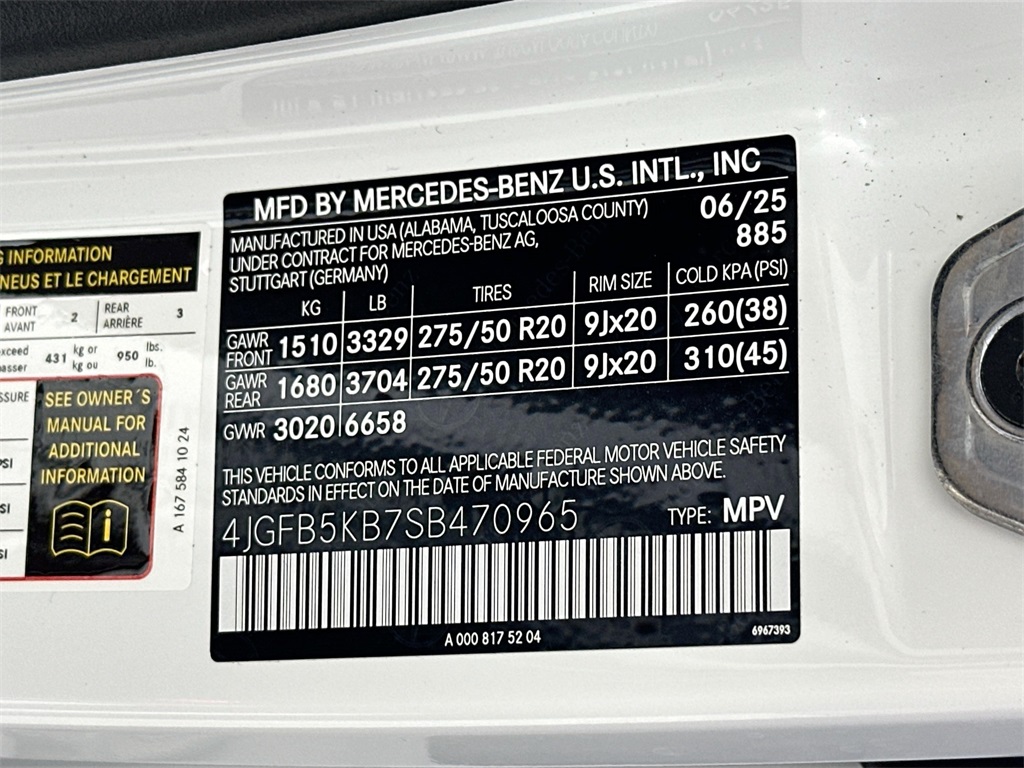 MFD BY MERCEDES-BENZ U.S. INTL., INC
MANUFACTURED IN USA (ALABAMA, TUSCALOOSA COUNTY) 06/25
UNDER CONTRACT FOR MERCEDES-BENZ AG, 885
STUTTGART (GERMANY)
KG LB TIRES RIM SIZE COLD KPA (PSI)
GAWR FRONT 1510 3329 275/50 R20 9Jx20 260(38)
GAWR REAR 1680 3704 275/50 R20 9Jx20 310(45)
GVWR 3020 6658
THIS VEHICLE CONFORMS TO ALL APPLICABLE FEDERAL MOTOR VEHICLE SAFETY
STANDARDS IN EFFECT ON THE DATE OF MANUFACTURE SHOWN ABOVE.
4JGFB5KB7SB470965 TYPE: MPV
A 000 817 52 04 6967393
INFORMATION
NEUS ET LE CHARGEMENT
FRONT 2 REAR 3
AVANT ARRIÈRE
431 kg or 950 lbs.
kg ou lb.
SEE OWNER´S
MANUAL FOR
ADDITIONAL
INFORMATION
i
A 167 584 10 24